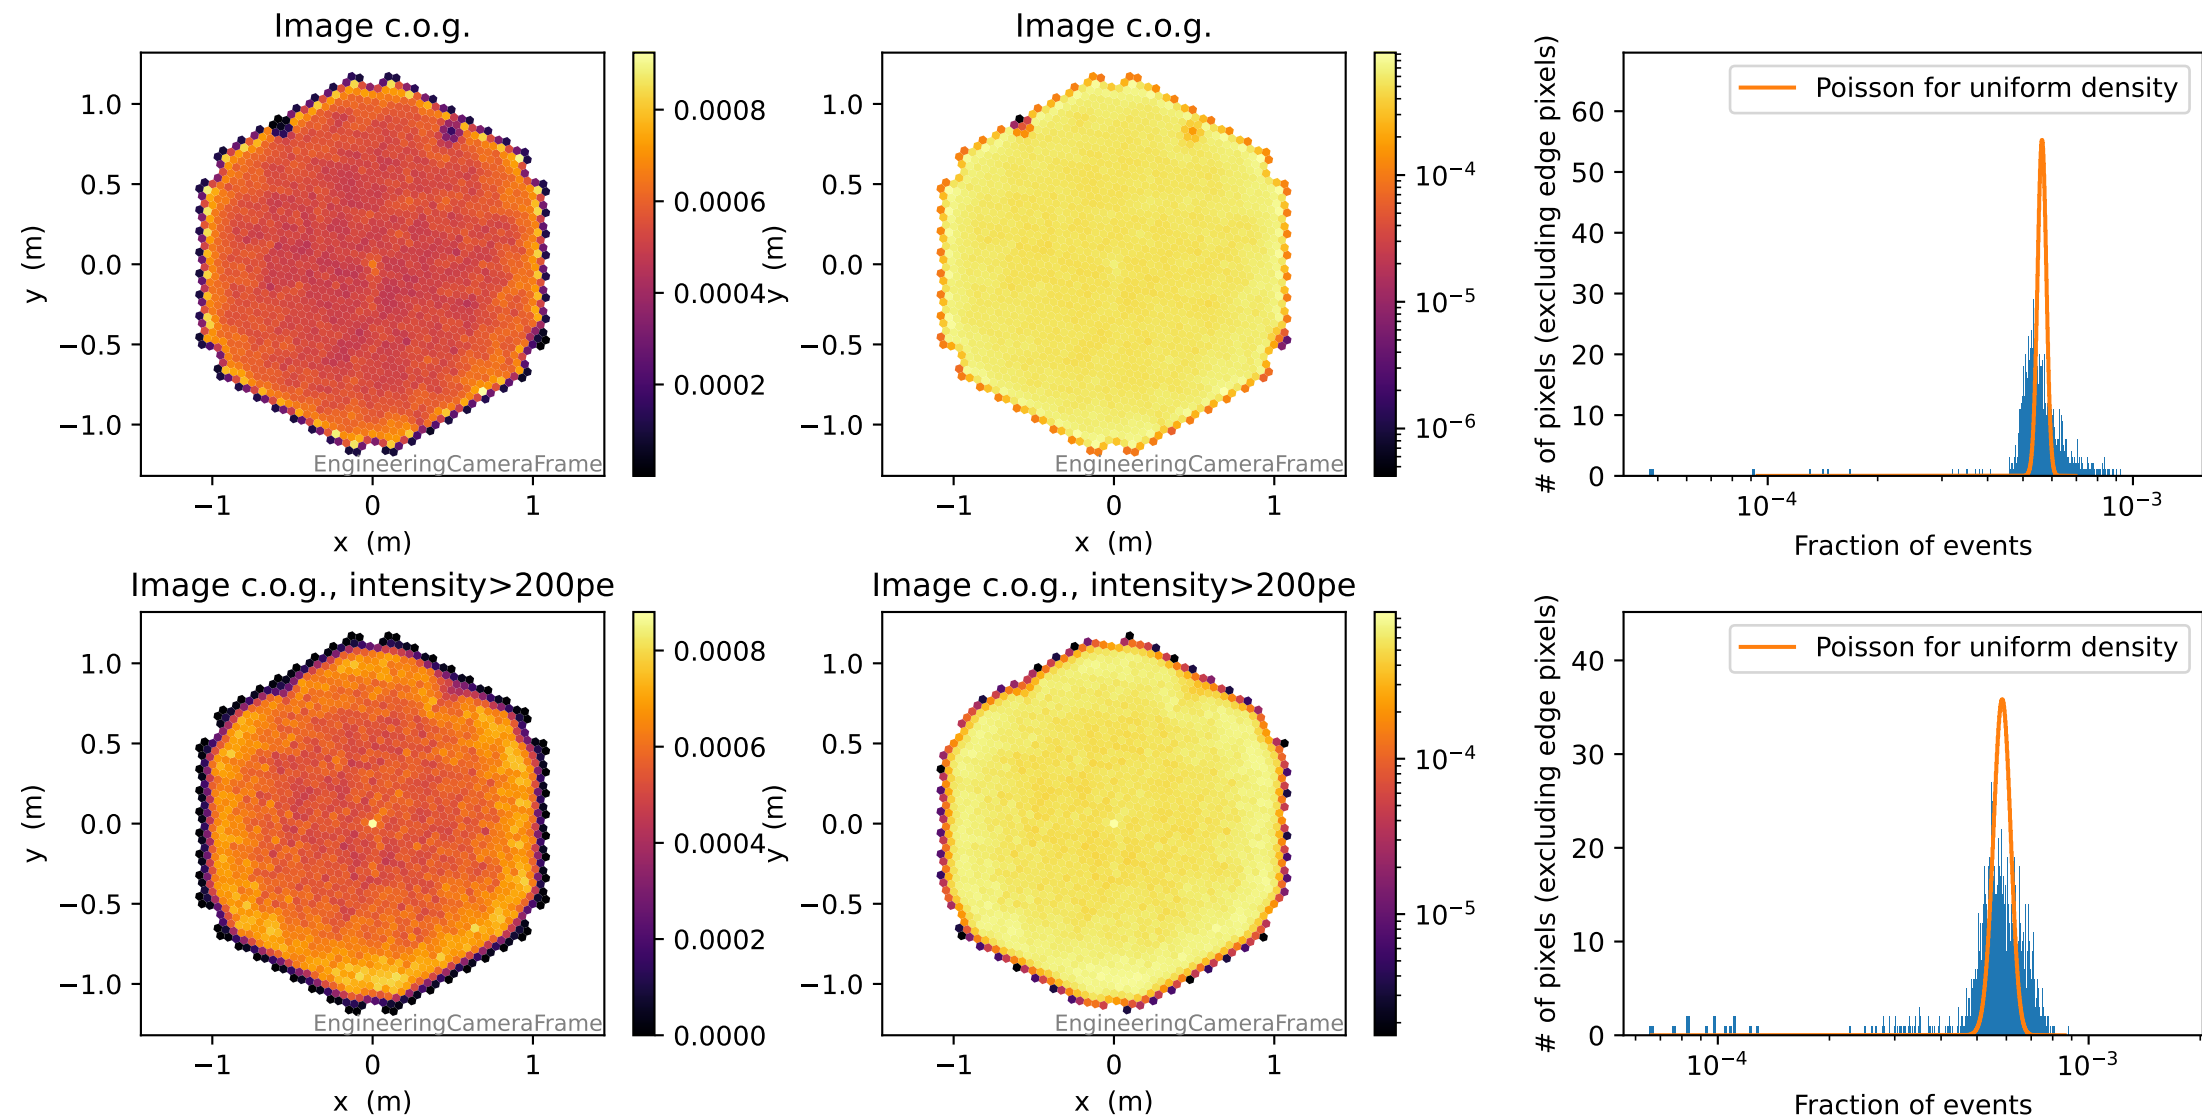 Image c.o.g.
1.0
0.5
0.0
−0.5
−1.0
y (m)
−1
0
1
x (m)
EngineeringCameraFrame
0.0008
0.0006
0.0004
0.0002
Image c.o.g.
1.0
0.5
0.0
−0.5
−1.0
y (m)
−1
0
1
x (m)
EngineeringCameraFrame
10⁻⁴
10⁻⁵
10⁻⁶
Poisson for uniform density
# of pixels (excluding edge pixels)
60
50
40
30
20
10
0
10⁻⁴
10⁻³
Fraction of events
Image c.o.g., intensity>200pe
1.0
0.5
0.0
−0.5
−1.0
y (m)
−1
0
1
x (m)
EngineeringCameraFrame
0.0008
0.0006
0.0004
0.0002
0.0000
Image c.o.g., intensity>200pe
1.0
0.5
0.0
−0.5
−1.0
y (m)
−1
0
1
x (m)
EngineeringCameraFrame
10⁻⁴
10⁻⁵
Poisson for uniform density
# of pixels (excluding edge pixels)
40
30
20
10
0
10⁻⁴
10⁻³
Fraction of events